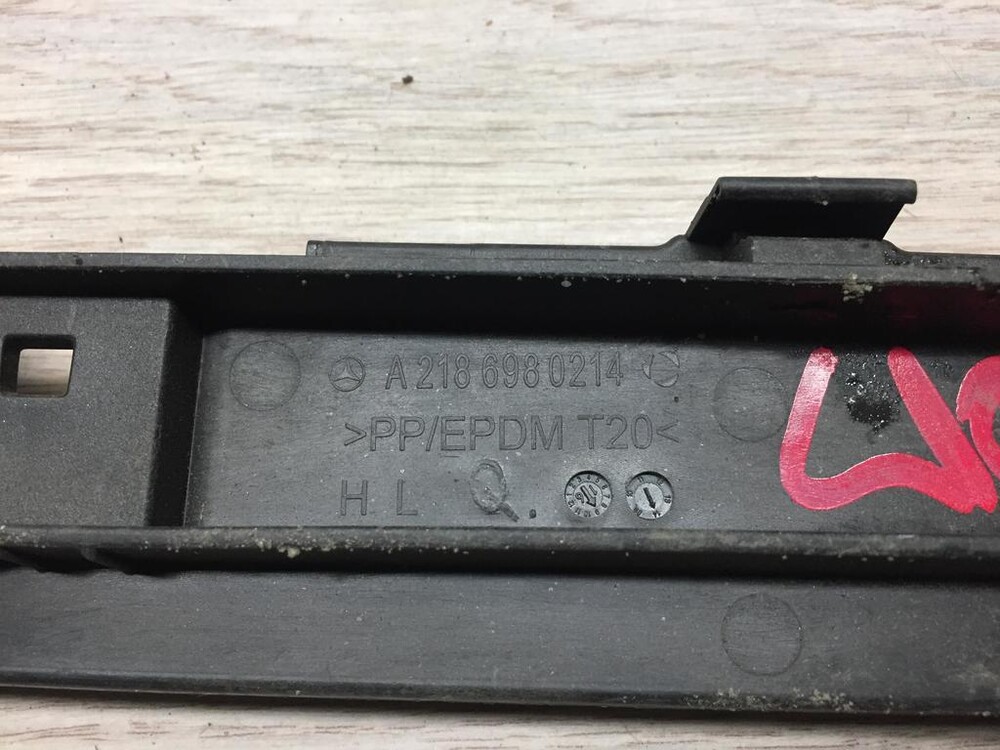 A 218 698 0214
>PP/EPDM T20<
H L Q.